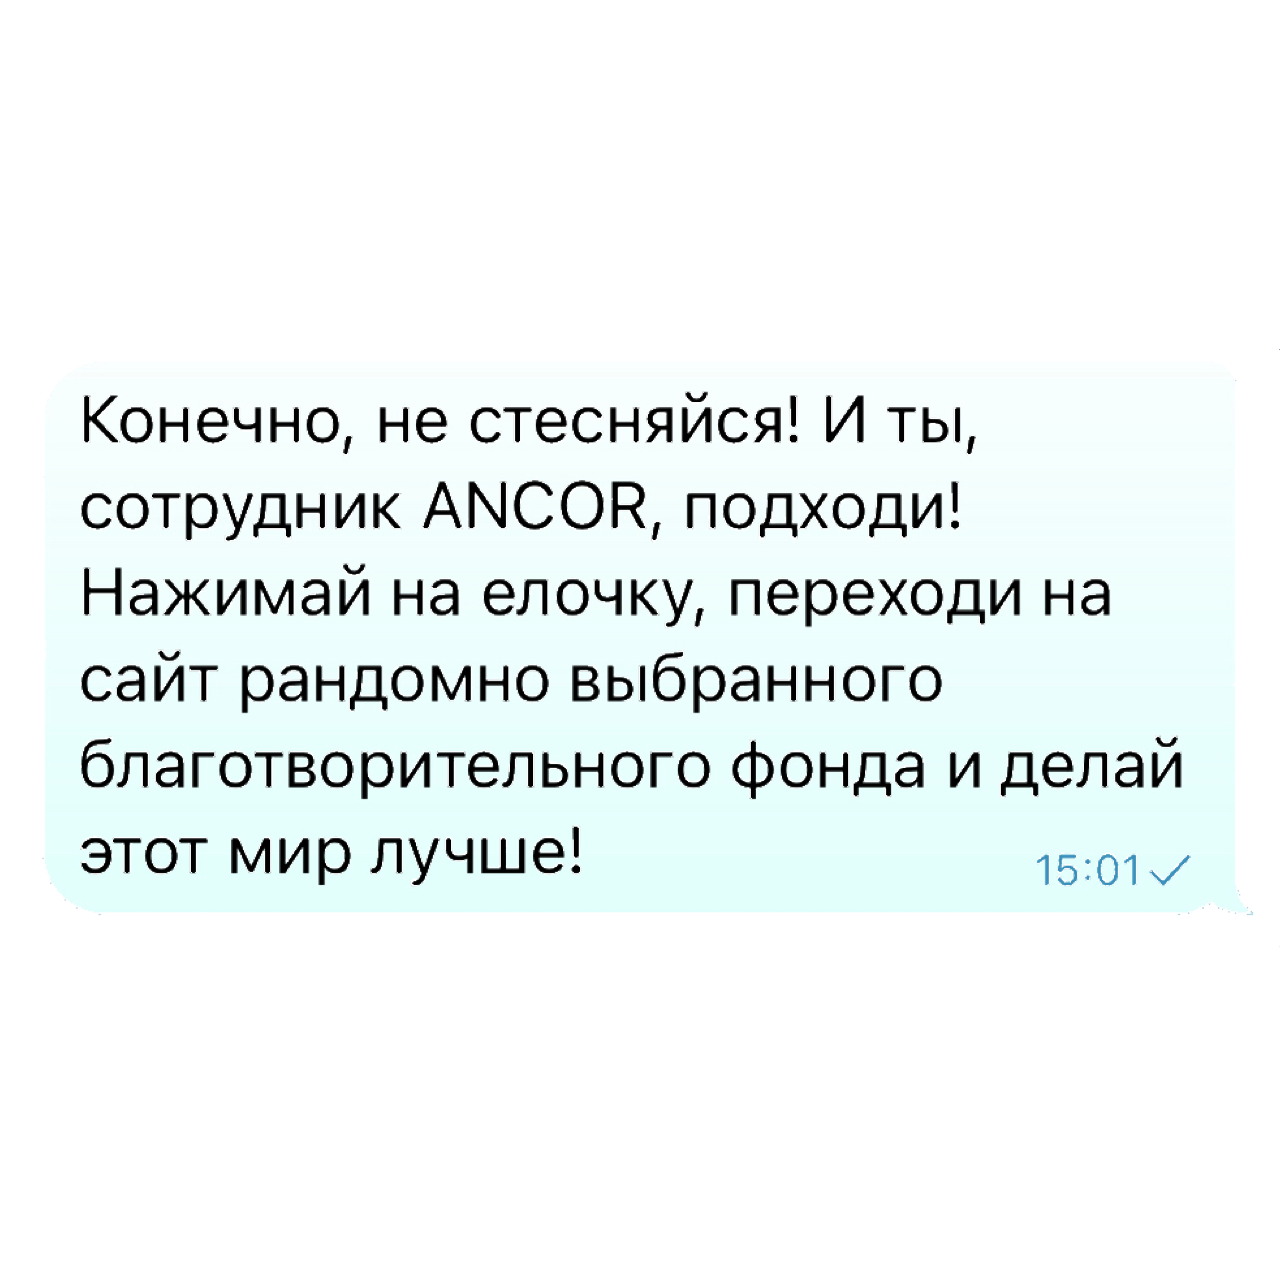 Конечно, не стесняйся! И ты,
сотрудник ANCOR, подходи!
Нажимай на елочку, переходи на
сайт рандомно выбранного
благотворительного фонда и делай
этот мир лучше!
15:01